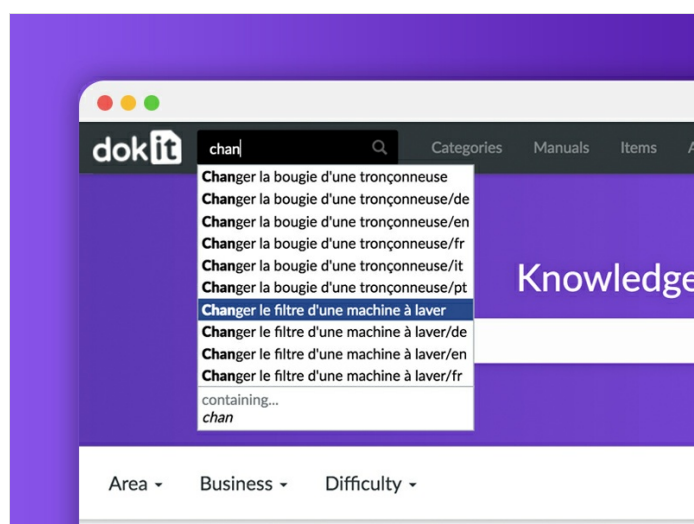 dokit
chan
Categories
Manuals
Items
Changer la bougie d'une tronçonneuse
Changer la bougie d'une tronçonneuse/de
Changer la bougie d'une tronçonneuse/en
Changer la bougie d'une tronçonneuse/fr
Changer la bougie d'une tronçonneuse/it
Changer la bougie d'une tronçonneuse/pt
Changer le filtre d'une machine à laver
Changer le filtre d'une machine à laver/de
Changer le filtre d'une machine à laver/en
Changer le filtre d'une machine à laver/fr
containing...
chan
Knowledge
Area
Business
Difficulty